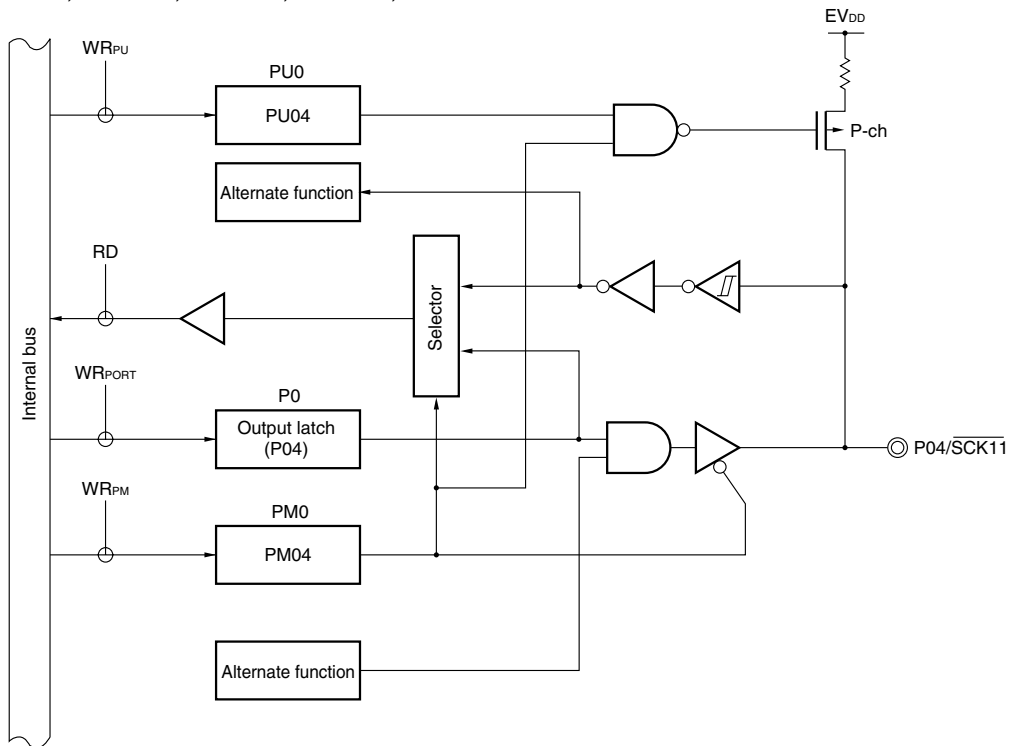 EVDD
WRPU
PU0
PU04
P-ch
Alternate function
RD
Selector
Internal bus
WRPORT
P0
Output latch
(P04)
P04/SCK11
WRPM
PM0
PM04
Alternate function